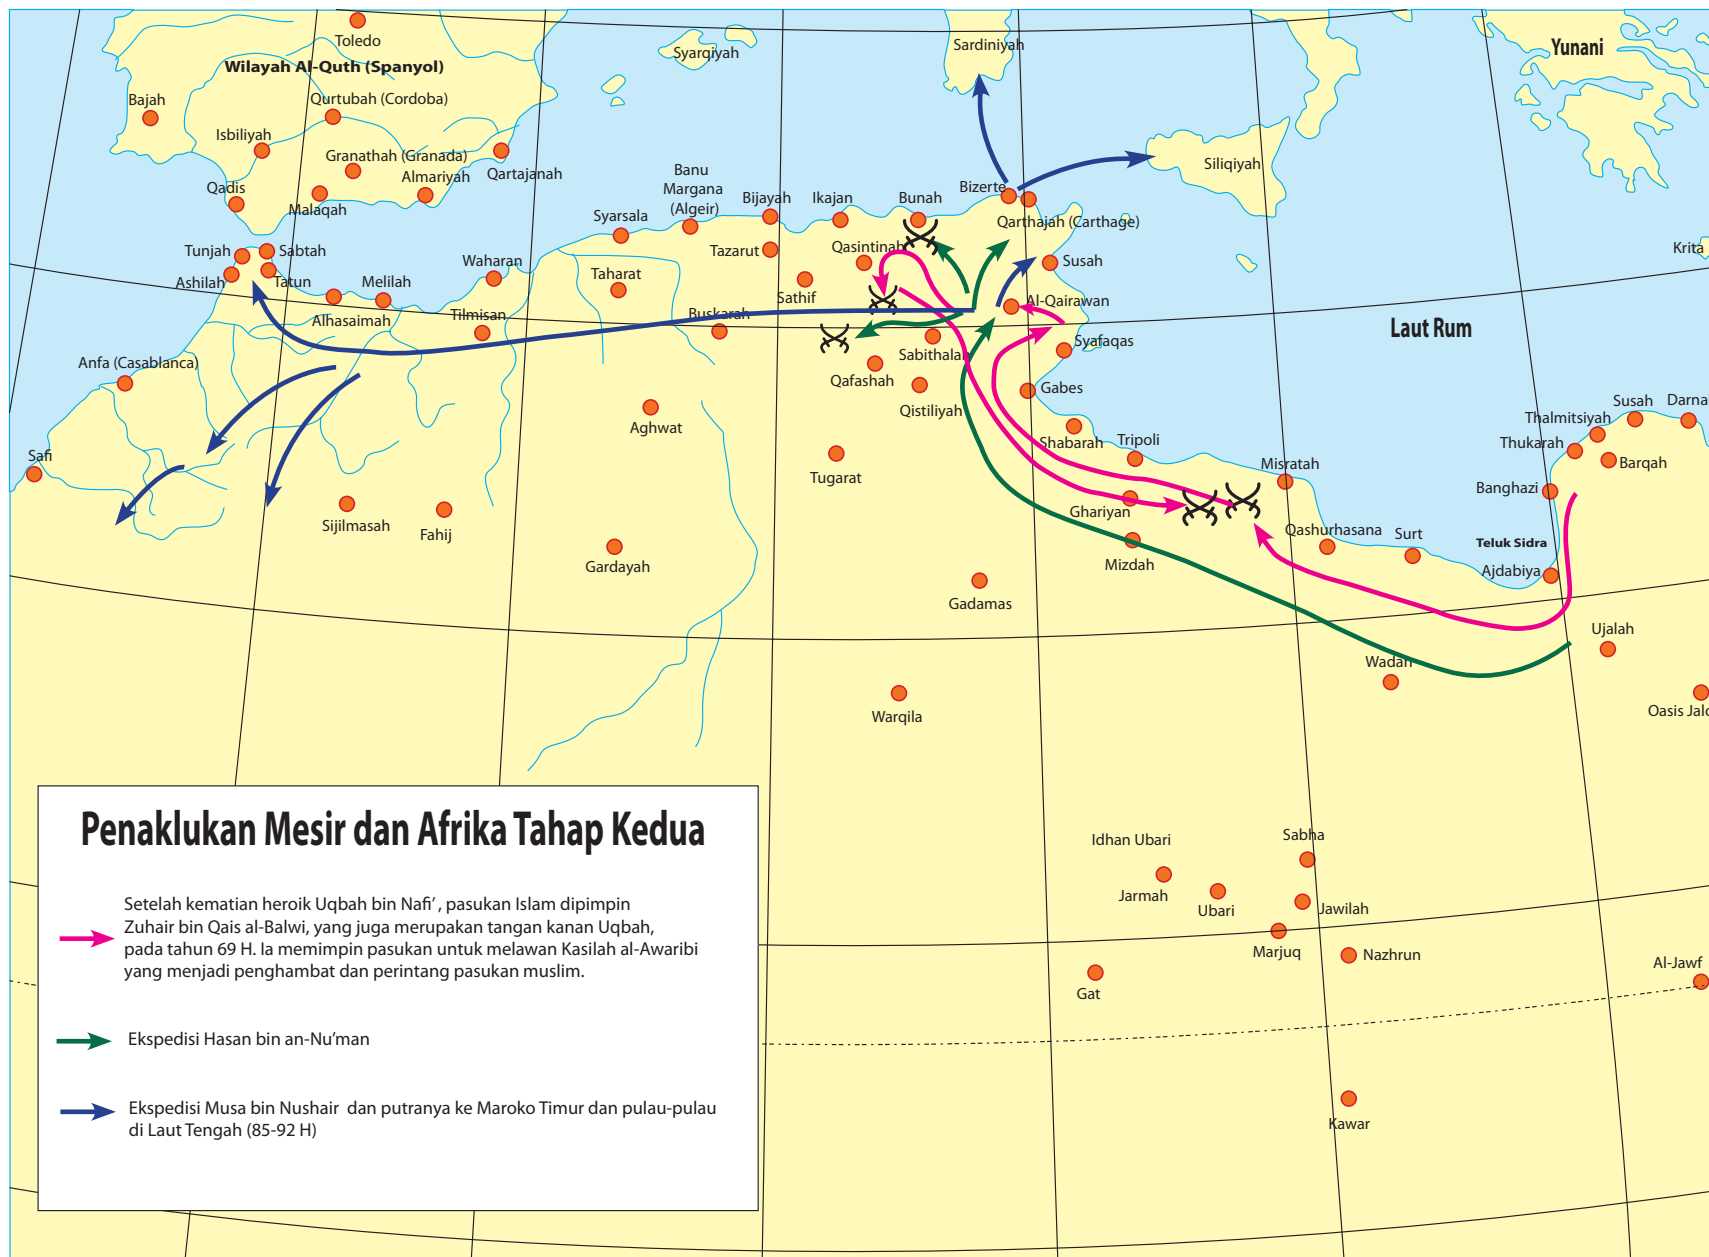 Toledo
Syarqiyah
Sardiniyah
Yunani
Wilayah Al-Quth (Spanyol)
Bajah
Qurtubah (Cordoba)
Isbiliyah
Granathah (Granada)
Almariyah
Qartajanah
Qadis
Malaqah
Siliqiyah
Banu
Margana
(Algeir)
Bijayah
Ikajan
Bunah
Bizerte
Syarsala
Qarthajah (Carthage)
Tunjah
Sabtah
Tazarut
Qasintinah
Krita
Ashilah
Tatun
Melilah
Waharan
Taharat
Susah
Sathif
Al-Qairawan
Alhasaimah
Tilmisan
Buskarah
Laut Rum
Syafaqas
Sabithalah
Anfa (Casablanca)
Qafashah
Qistiliyah
Gabes
Aghwat
Susah
Darna
Thalmitsiyah
Thukarah
Shabarah
Tripoli
Safi
Tugarat
Misratah
Barqah
Banghazi
Sijilmasah
Fahij
Ghariyan
Qashurhasana
Surt
Teluk Sidra
Gardayah
Mizdah
Ajdabiya
Gadamas
Ujalah
Wadan
Warqila
Oasis Jalo
Penaklukan Mesir dan Afrika Tahap Kedua
Setelah kematian heroik Uqbah bin Nafi’, pasukan Islam dipimpin
Zuhair bin Qais al-Balwi, yang juga merupakan tangan kanan Uqbah,
pada tahun 69 H. Ia memimpin pasukan untuk melawan Kasilah al-Awaribi
yang menjadi penghambat dan perintang pasukan muslim.
Ekspedisi Hasan bin an-Nu’man
Ekspedisi Musa bin Nushair dan putranya ke Maroko Timur dan pulau-pulau
di Laut Tengah (85-92 H)
Idhan Ubari
Sabha
Jarmah
Ubari
Jawilah
Marjuq
Nazhrun
Gat
Al-Jawf
Kawar